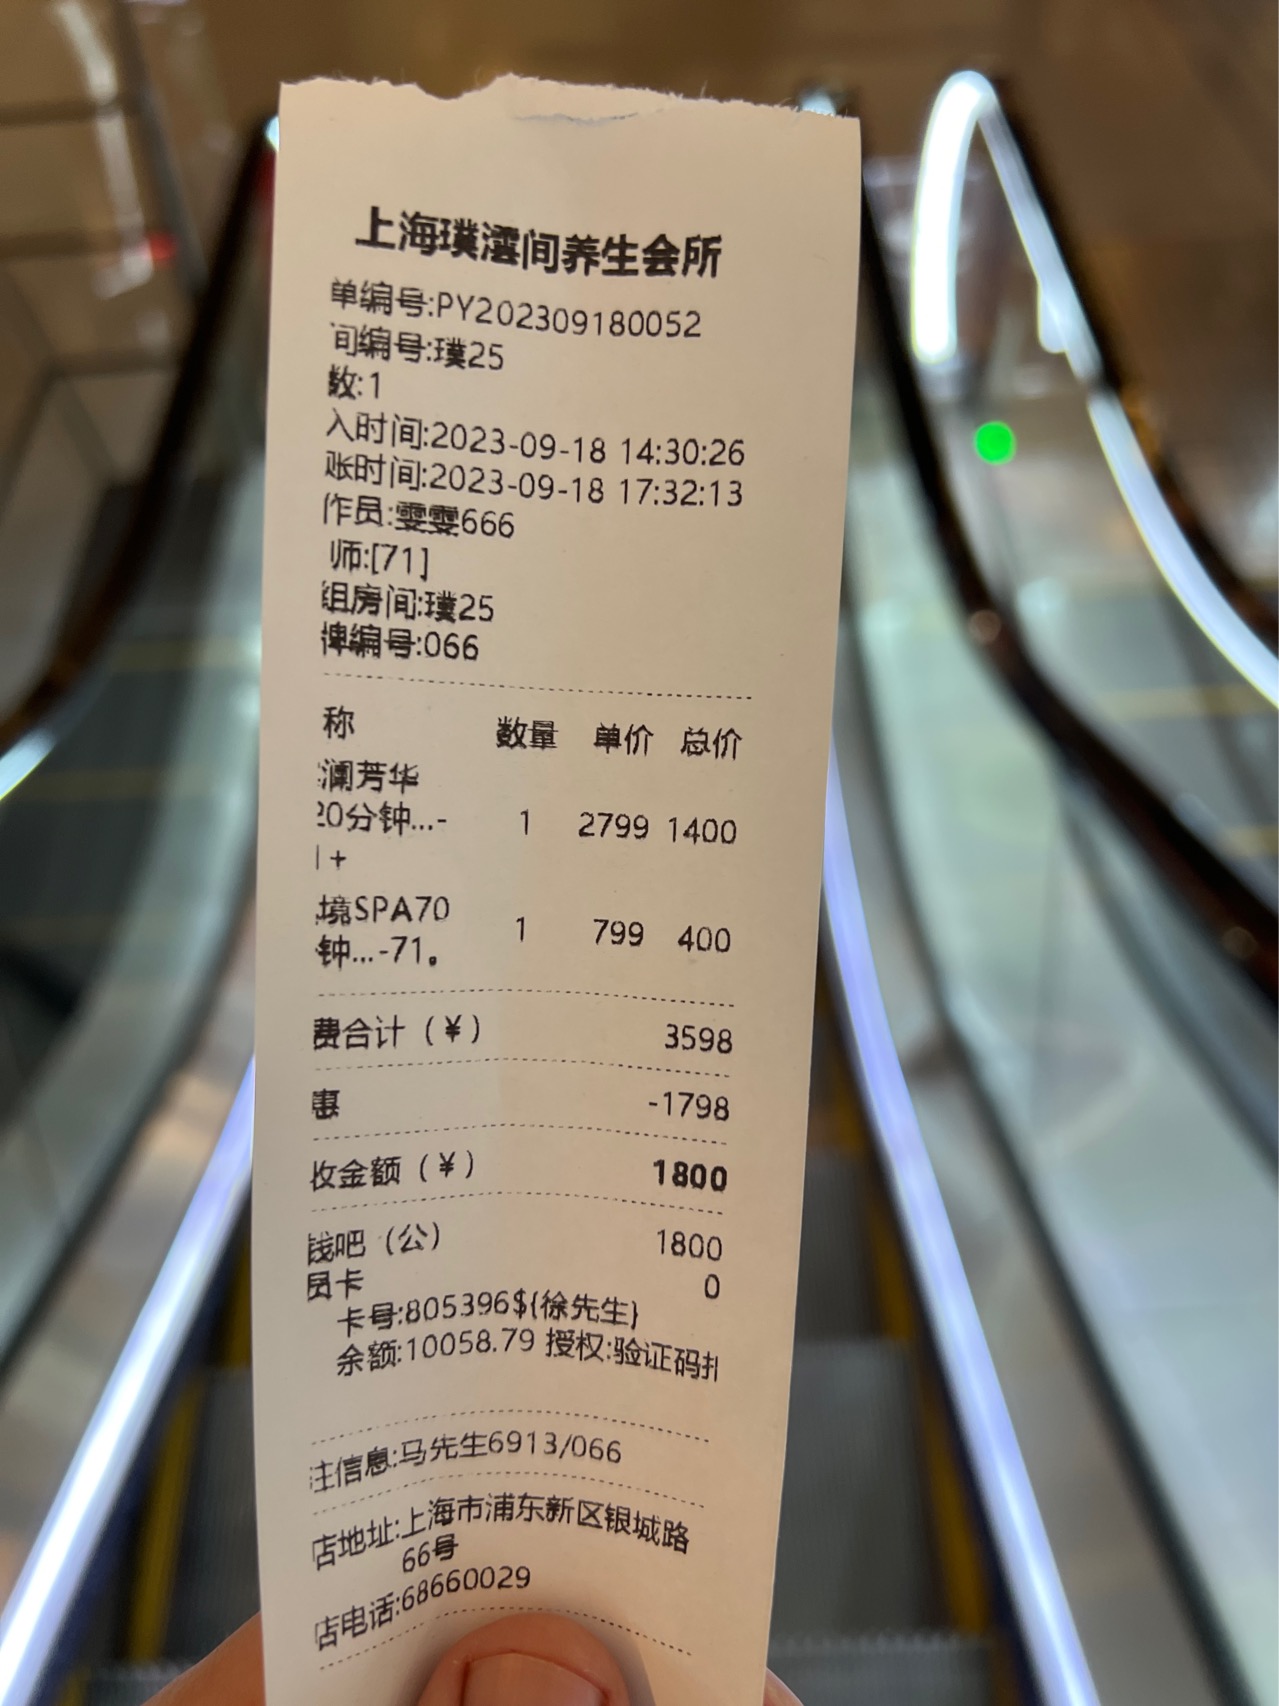 上海璞澐间养生会所
单编号:PY202309180052
间编号:璞25
数:1
入时间:2023-09-18 14:30:26
账时间:2023-09-18 17:32:13
作员:雯雯666
师:[71]
组房间:璞25
牌编号:066
称 数量 单价 总价
澜芳华
20分钟...- 1 2799 1400
+
境SPA70
钟...-71。 1 799 400
费合计（¥） 3598
惠 -1798
收金额（¥） 1800
钱吧（公） 1800
员卡 0
卡号:805396${徐先生}
余额:10058.79 授权:验证码
注信息:马先生6913/066
店地址:上海市浦东新区银城路
66号
店电话:68660029